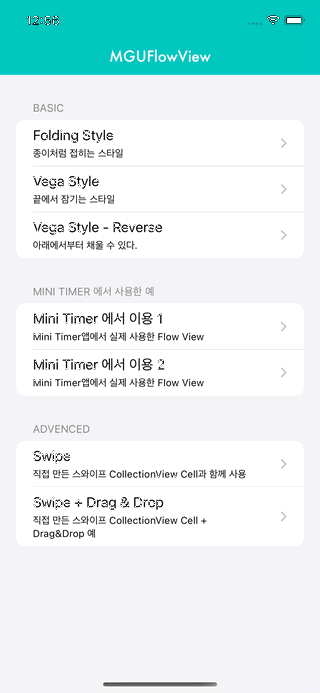 12:56
MGUFlowView
BASIC
Folding Style
종이처럼 접히는 스타일
Vega Style
끝에서 잠기는 스타일
Vega Style - Reverse
아래에서부터 채울 수 있다.
MINI TIMER 에서 사용한 예
Mini Timer 에서 이용 1
Mini Timer앱에서 실제 사용한 Flow View
Mini Timer 에서 이용 2
Mini Timer앱에서 실제 사용한 Flow View
ADVENCED
Swipe
직접 만든 스와이프 CollectionView Cell과 함께 사용
Swipe + Drag & Drop
직접 만든 스와이프 CollectionView Cell +
Drag&Drop 예